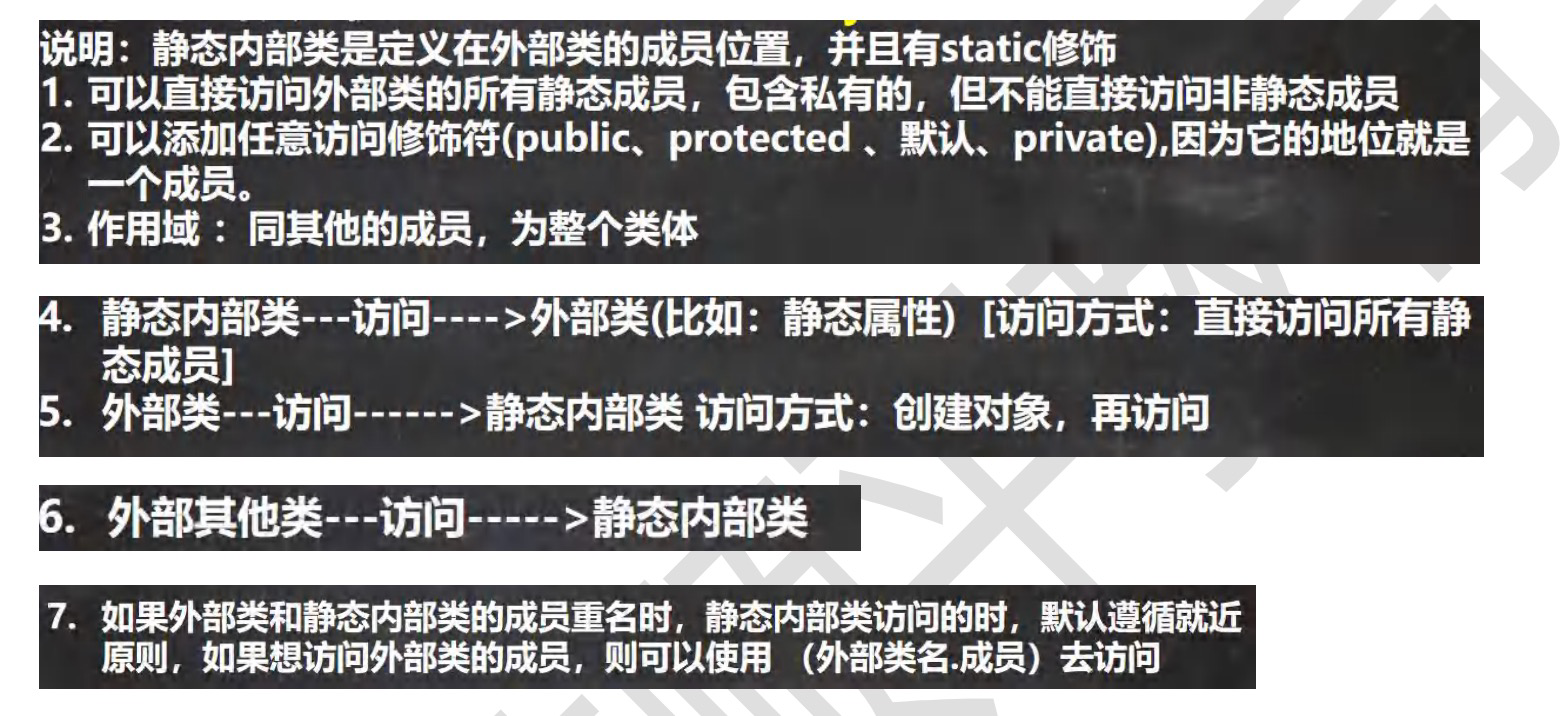 说明：静态内部类是定义在外部类的成员位置，并且有static修饰
1. 可以直接访问外部类的所有静态成员，包含私有的，但不能直接访问非静态成员
2. 可以添加任意访问修饰符(public、protected 、默认、private),因为它的地位就是
一个成员。
3. 作用域 ：同其他的成员，为整个类体
4. 静态内部类---访问---->外部类(比如：静态属性) [访问方式：直接访问所有静
态成员]
5. 外部类---访问------>静态内部类 访问方式：创建对象，再访问
6. 外部其他类---访问----->静态内部类
7. 如果外部类和静态内部类的成员重名时，静态内部类访问的时，默认遵循就近
原则，如果想访问外部类的成员，则可以使用 （外部类名.成员）去访问